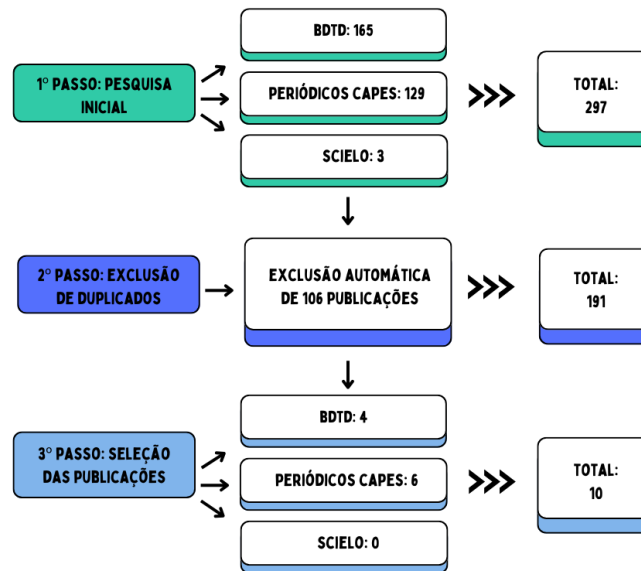 1º PASSO: PESQUISA
INICIAL
BDTD: 165
PERIÓDICOS CAPES: 129
SCIELO: 3
TOTAL:
297
2º PASSO: EXCLUSÃO
DE DUPLICADOS
EXCLUSÃO AUTOMÁTICA
DE 106 PUBLICAÇÕES
TOTAL:
191
3º PASSO: SELEÇÃO
DAS PUBLICAÇÕES
BDTD: 4
PERIÓDICOS CAPES: 6
SCIELO: 0
TOTAL:
10